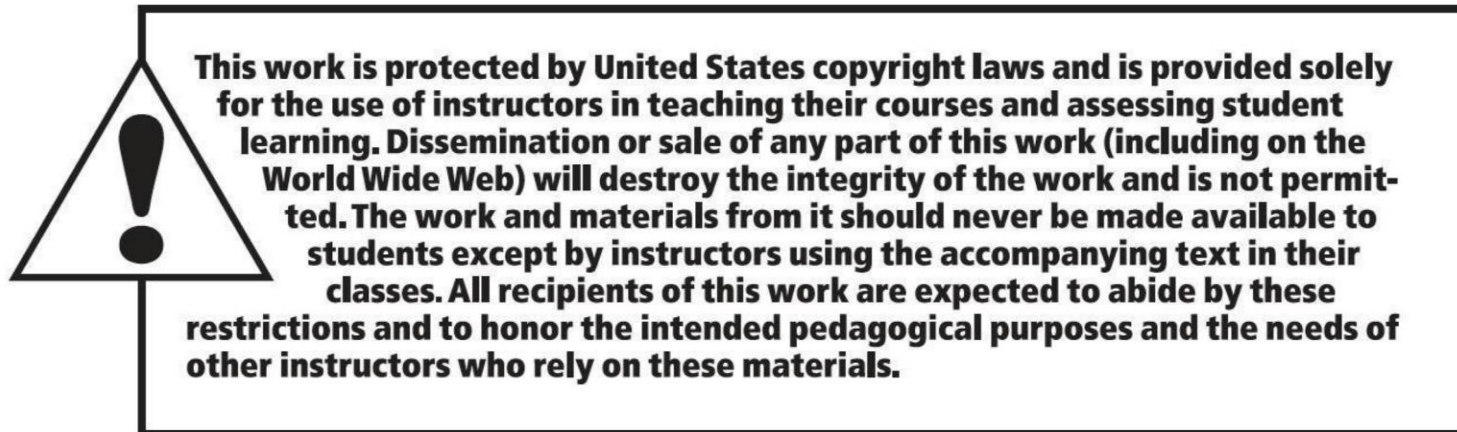 This work is protected by United States copyright laws and is provided solely
for the use of instructors in teaching their courses and assessing student
learning. Dissemination or sale of any part of this work (including on the
World Wide Web) will destroy the integrity of the work and is not permit-
ted. The work and materials from it should never be made available to
students except by instructors using the accompanying text in their
classes. All recipients of this work are expected to abide by these
restrictions and to honor the intended pedagogical purposes and the needs of
other instructors who rely on these materials.